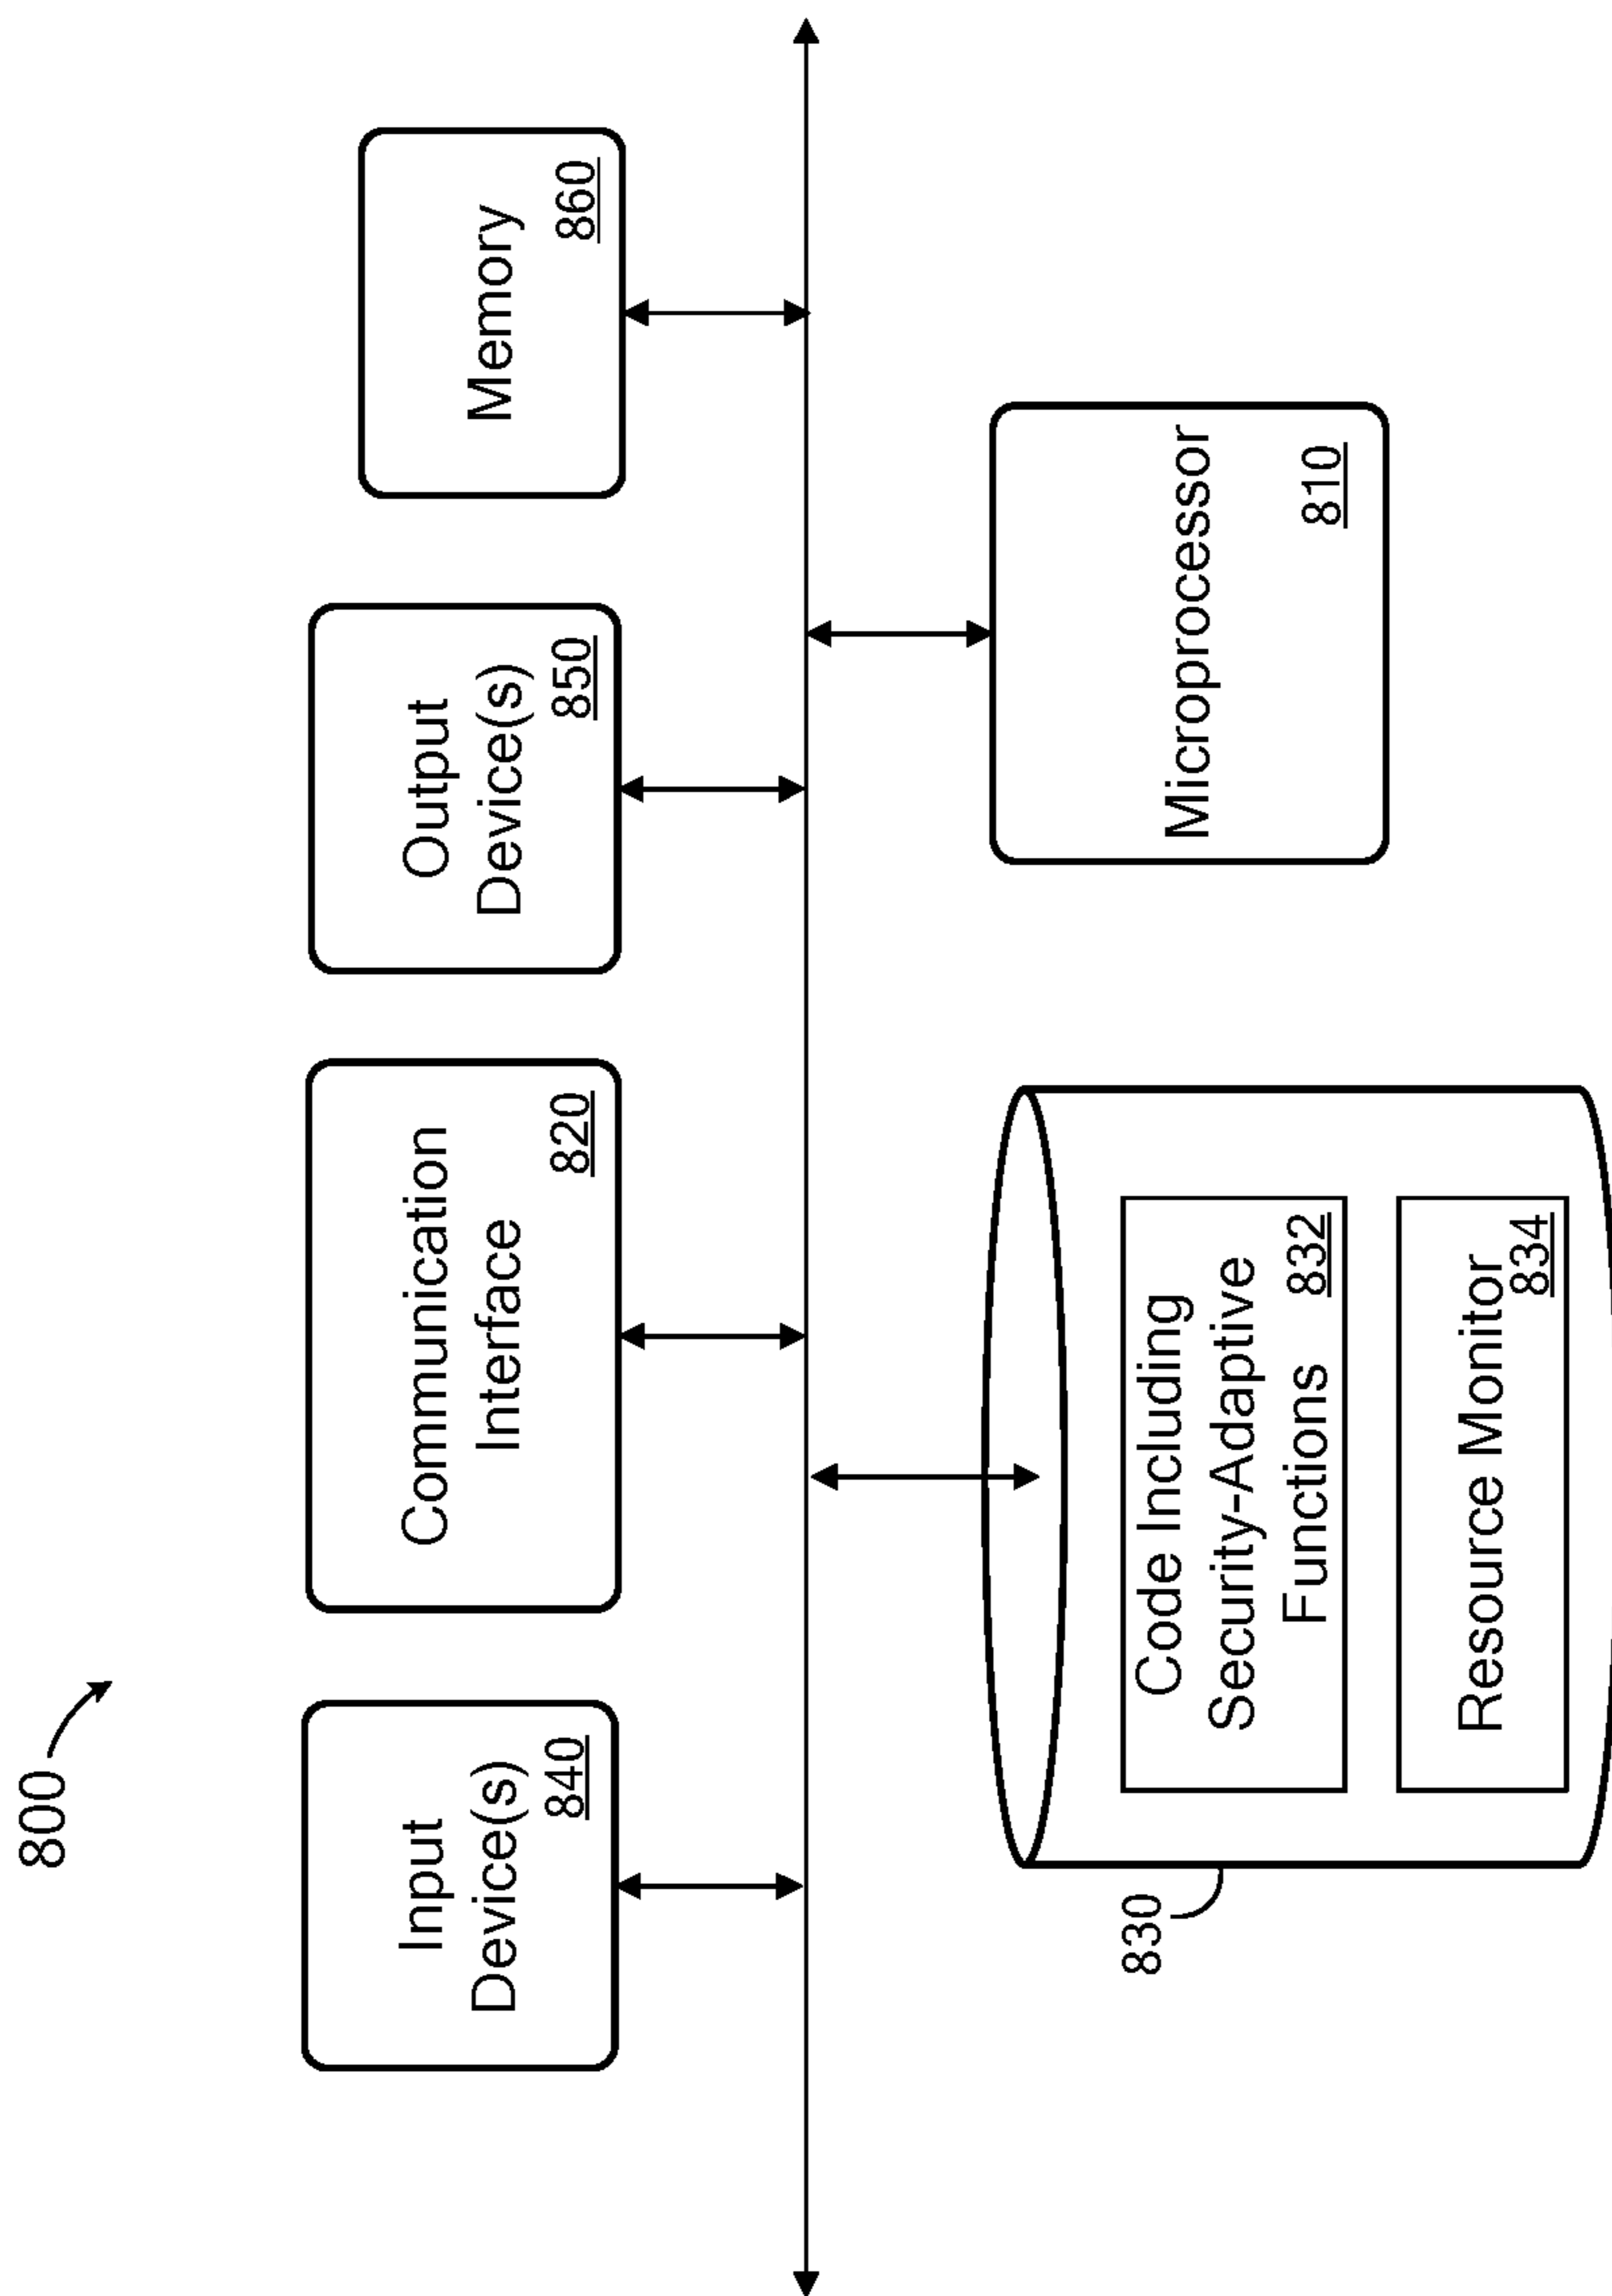 800
Input
Device(s)
840
Communication
Interface
820
Output
Device(s)
850
Memory
860
830
Code Including
Security-Adaptive
Functions 832
Resource Monitor
834
Microprocessor
810